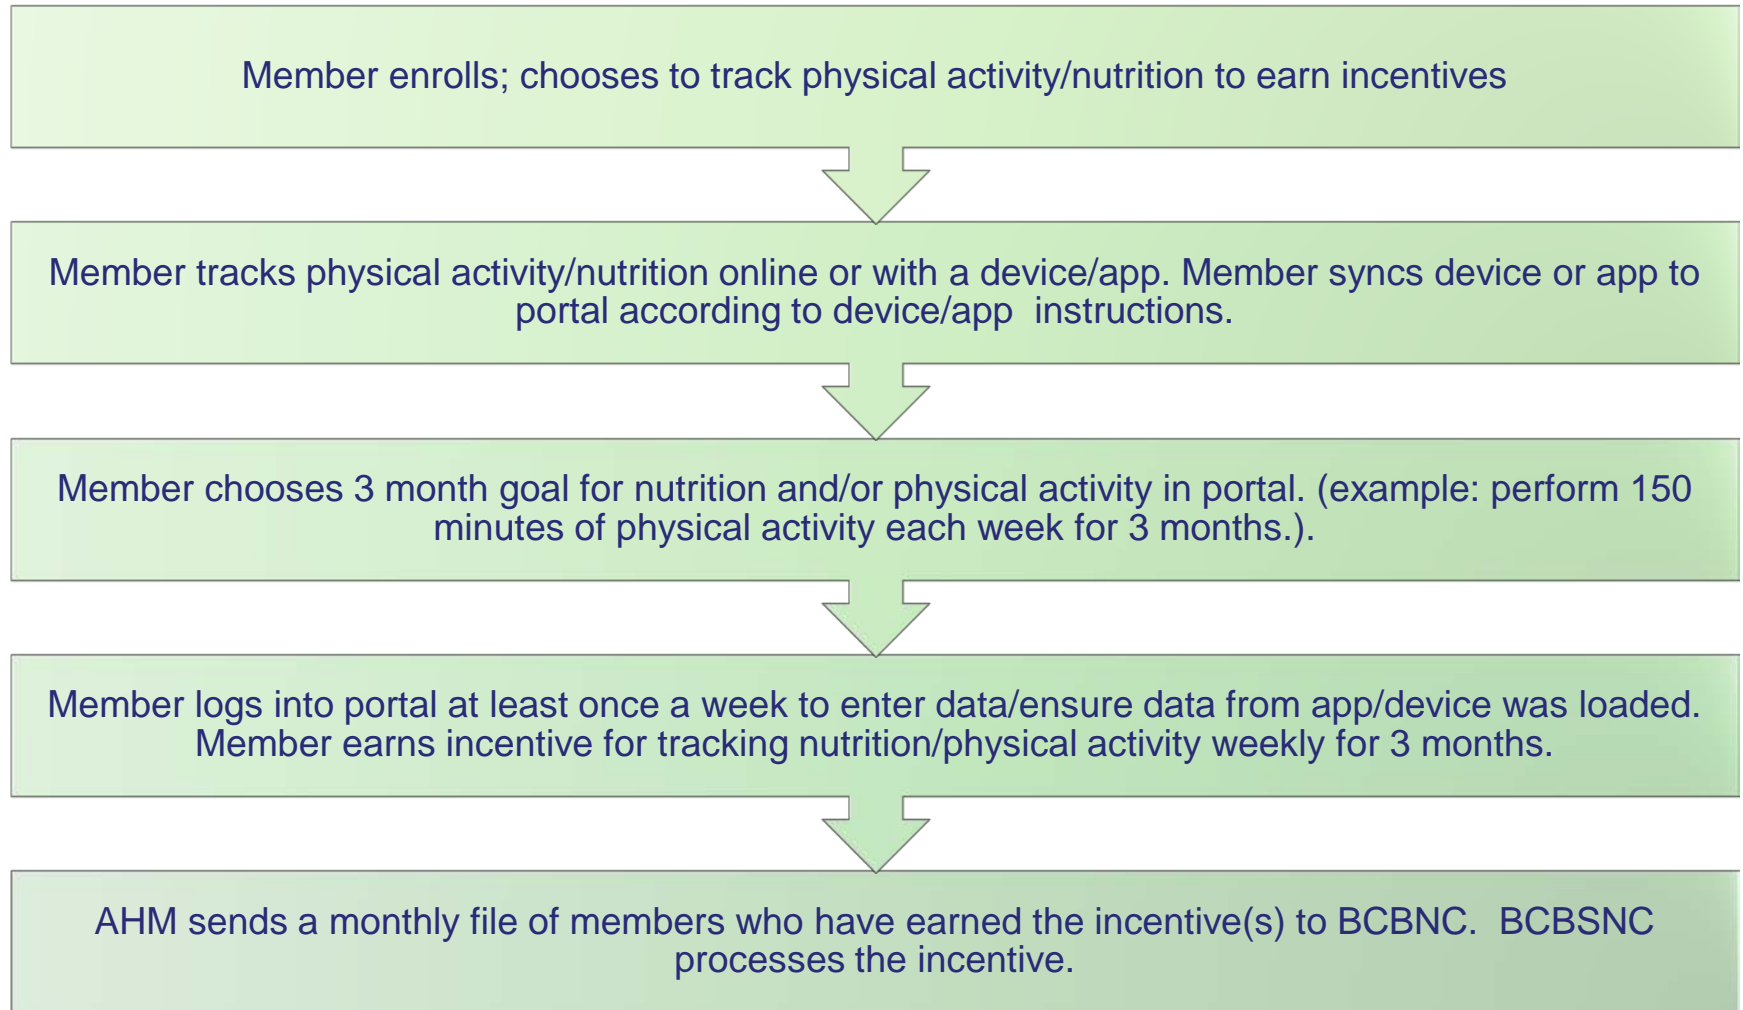 Member enrolls; chooses to track physical activity/nutrition to earn incentives
Member tracks physical activity/nutrition online or with a device/app. Member syncs device or app to
portal according to device/app  instructions.
Member chooses 3 month goal for nutrition and/or physical activity in portal. (example: perform 150
minutes of physical activity each week for 3 months.).
Member logs into portal at least once a week to enter data/ensure data from app/device was loaded.
Member earns incentive for tracking nutrition/physical activity weekly for 3 months.
AHM sends a monthly file of members who have earned the incentive(s) to BCBNC.  BCBSNC
processes the incentive.